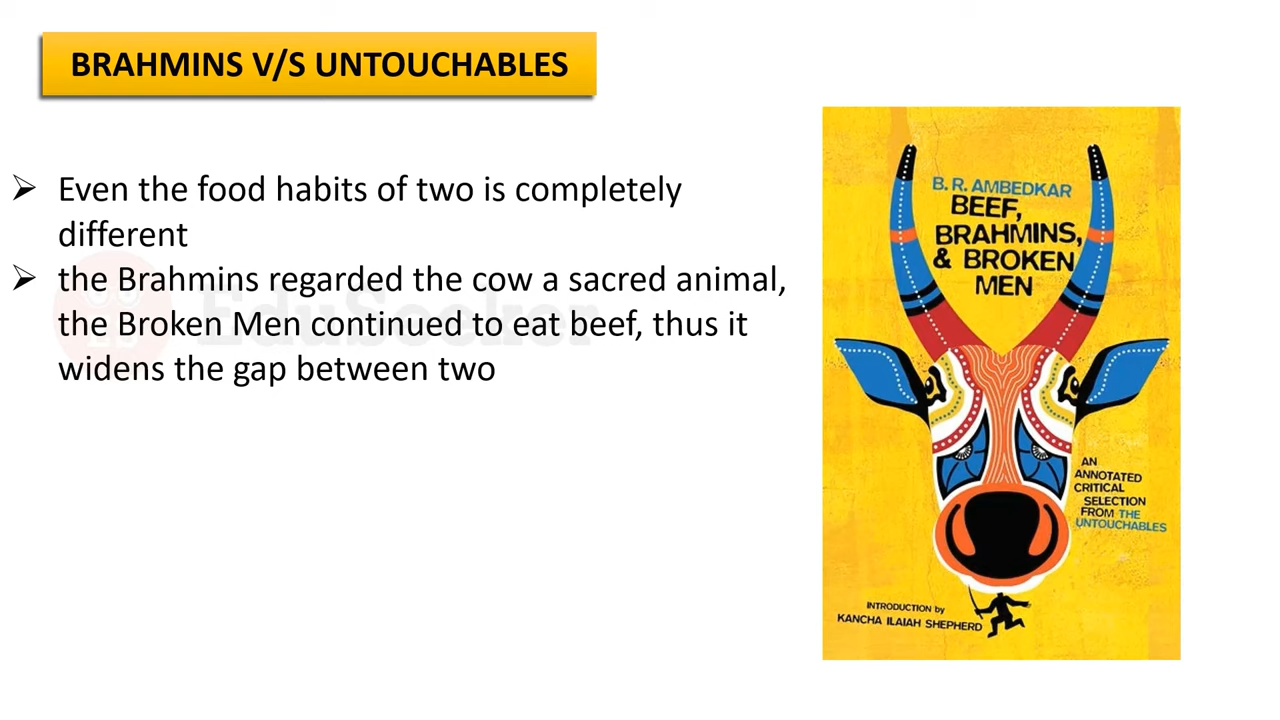 BRAHMINS V/S UNTOUCHABLES
➢ Even the food habits of two is completely
different
➢ the Brahmins regarded the cow a sacred animal,
the Broken Men continued to eat beef, thus it
widens the gap between two
EduSeeker
B. R. AMBEDKAR
BEEF,
BRAHMINS,
& BROKEN
MEN
AN
ANNOTATED
CRITICAL
SELECTION
FROM THE
UNTOUCHABLES
INTRODUCTION by
KANCHA ILAIAH SHEPHERD